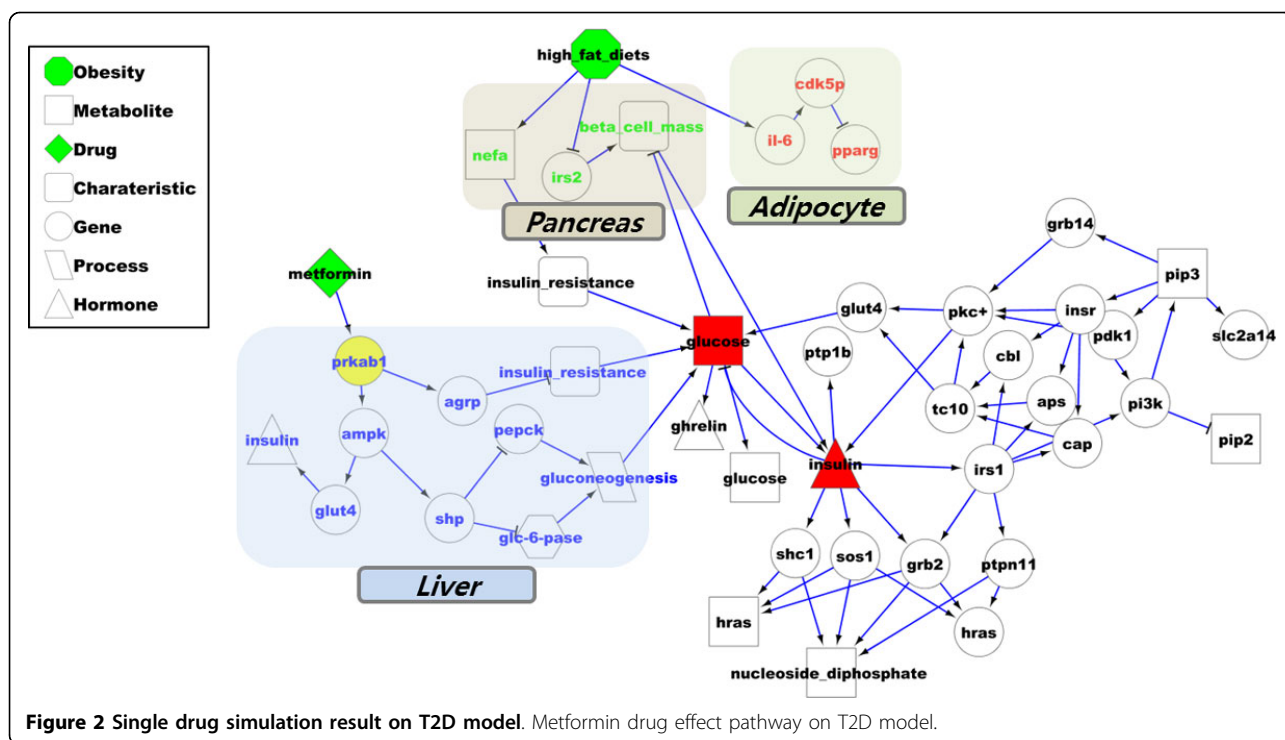 Obesity
Metabolite
Drug
Charateristic
Gene
Process
Hormone
high_fat_diets
nefa
irs2
beta_cell_mass
Pancreas
cdk5p
il-6
pparg
Adipocyte
metformin
insulin_resistance
prkab1
agrp
insulin_resistance
insulin
ampk
pepck
gluconeogenesis
glut4
shp
glc-6-pase
Liver
glucose
ghrelin
glucose
ptp1b
glut4
insulin
grb14
pip3
pkc+
insr
pdk1
slc2a14
cbl
tc10
aps
pi3k
cap
pip2
irs1
shc1
sos1
grb2
ptpn11
hras
hras
nucleoside_diphosphate
Figure 2 Single drug simulation result on T2D model. Metformin drug effect pathway on T2D model.